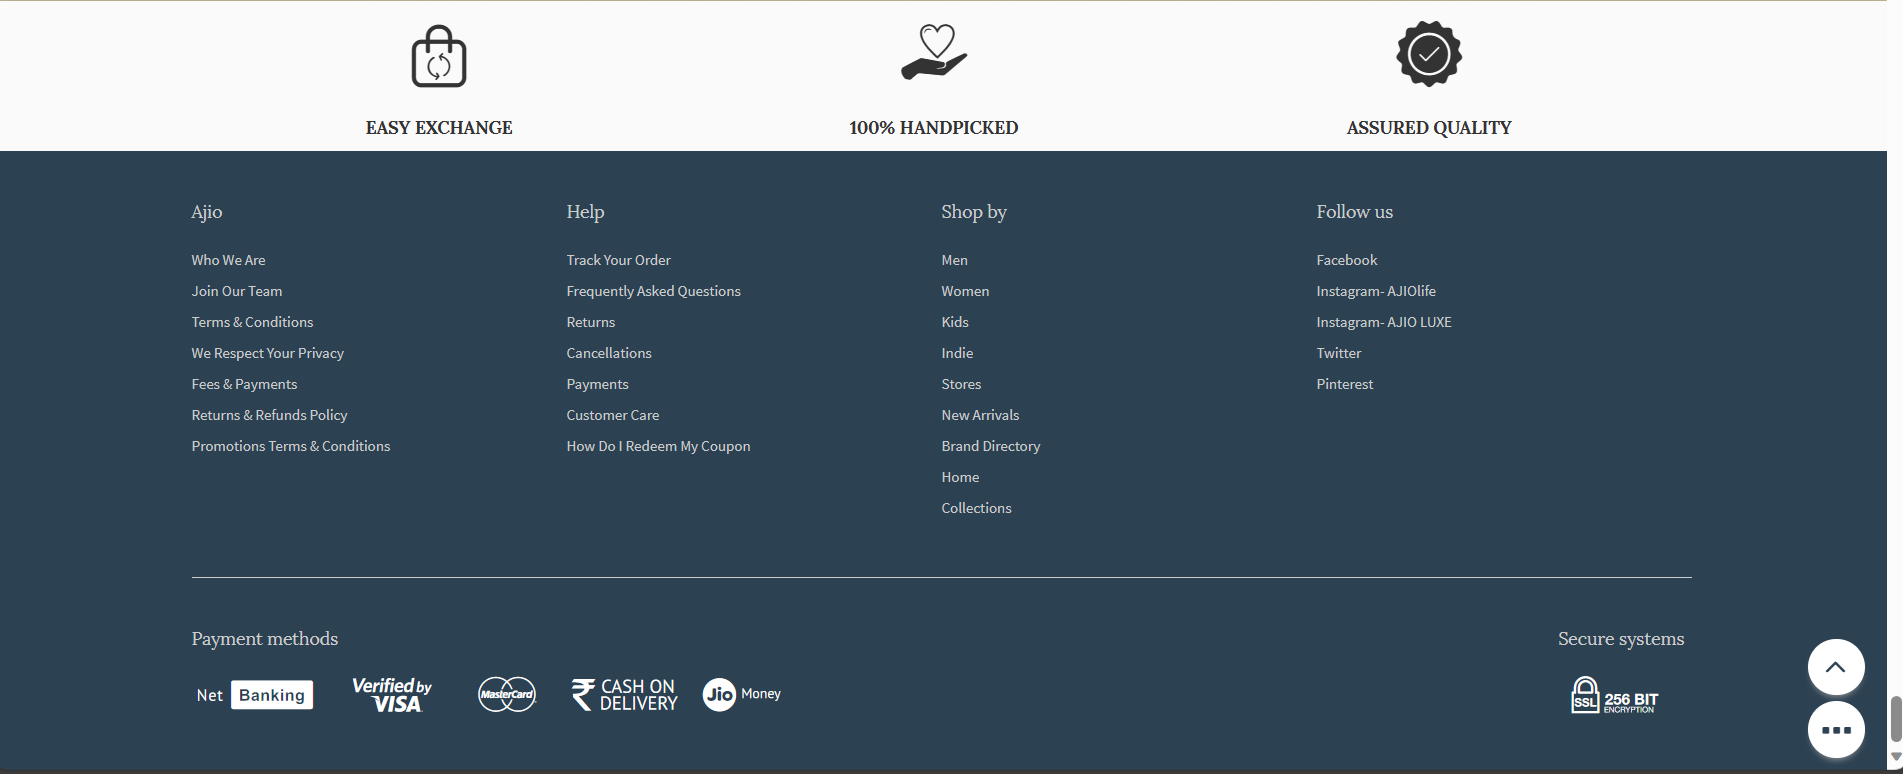 EASY EXCHANGE
100% HANDPICKED
ASSURED QUALITY
Ajio
Who We Are
Join Our Team
Terms & Conditions
We Respect Your Privacy
Fees & Payments
Returns & Refunds Policy
Promotions Terms & Conditions
Help
Track Your Order
Frequently Asked Questions
Returns
Cancellations
Payments
Customer Care
How Do I Redeem My Coupon
Shop by
Men
Women
Kids
Indie
Stores
New Arrivals
Brand Directory
Home
Collections
Follow us
Facebook
Instagram- AJIOlife
Instagram- AJIO LUXE
Twitter
Pinterest
Payment methods
Net Banking
Verified by
VISA
MasterCard
₹ CASH ON
DELIVERY
Jio Money
Secure systems
SSL 256 BIT
ENCRYPTION